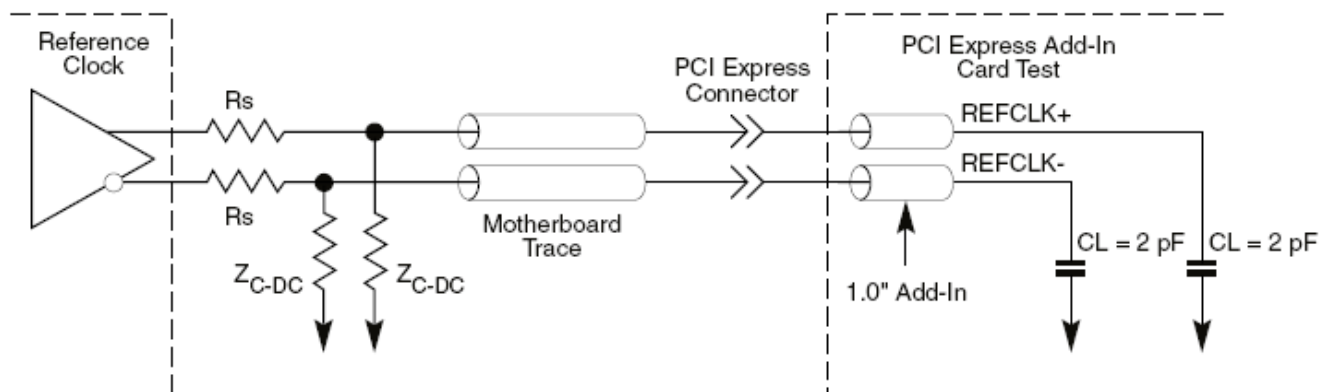 Reference
Clock
PCI Express Add-In
Card Test
PCI Express
Connector
Rs
REFCLK+
REFCLK-
Rs
Motherboard
Trace
CL = 2 pF
CL = 2 pF
ZC-DC
ZC-DC
1.0" Add-In